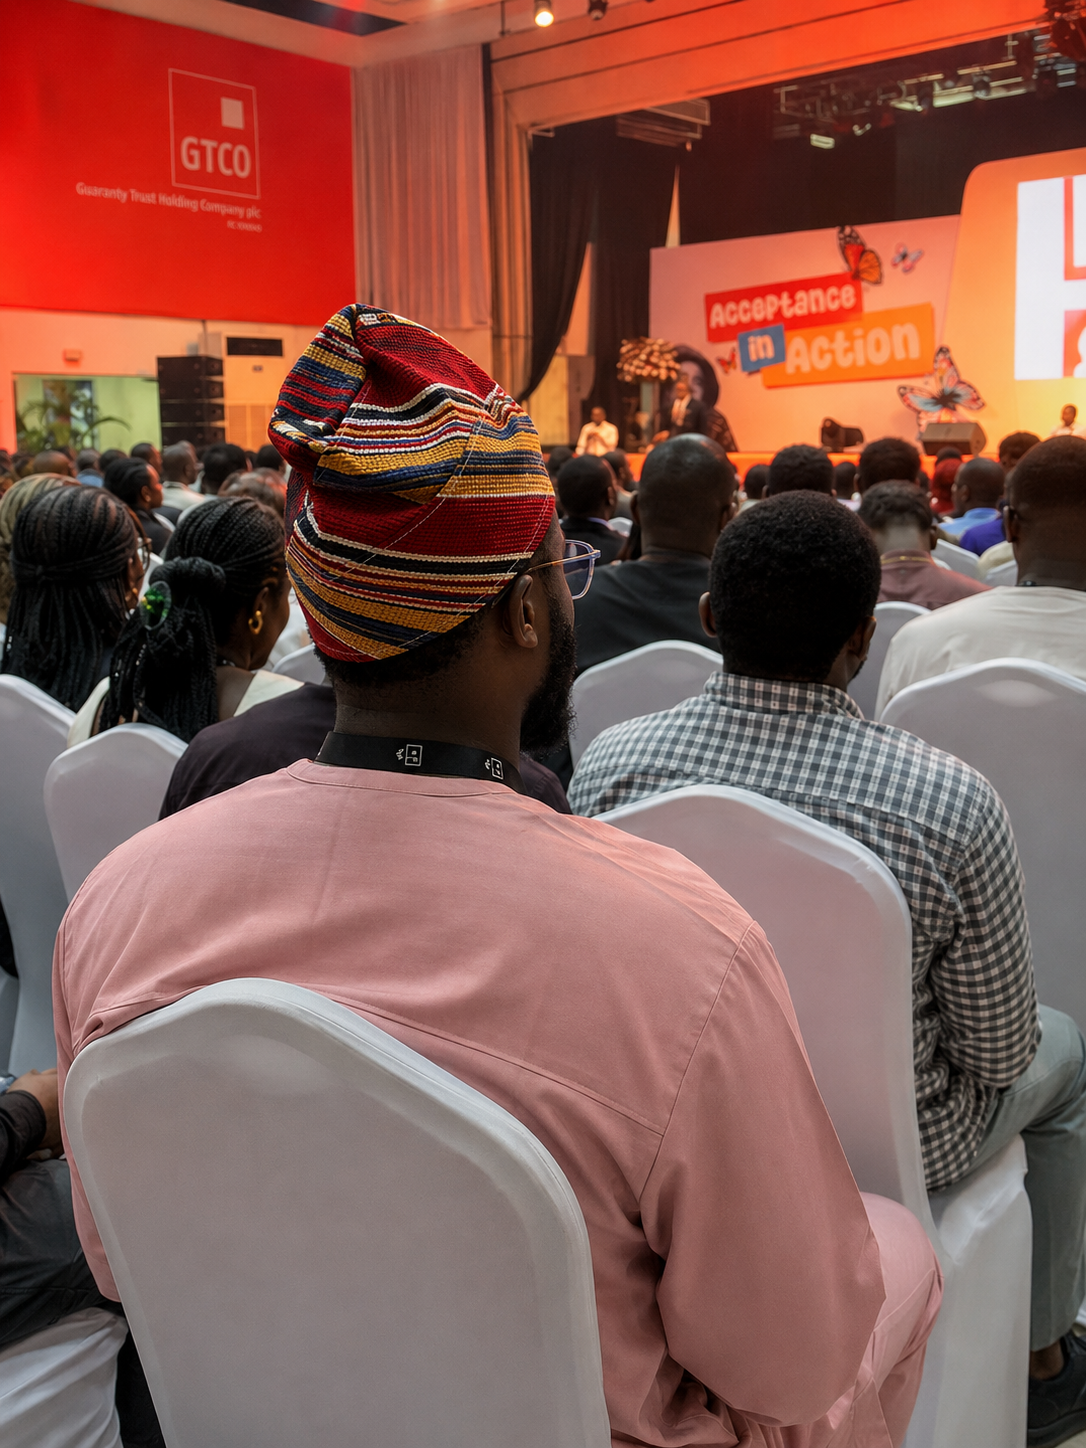 GTCO
Guaranty Trust Holding Company plc
Acceptance
in Action